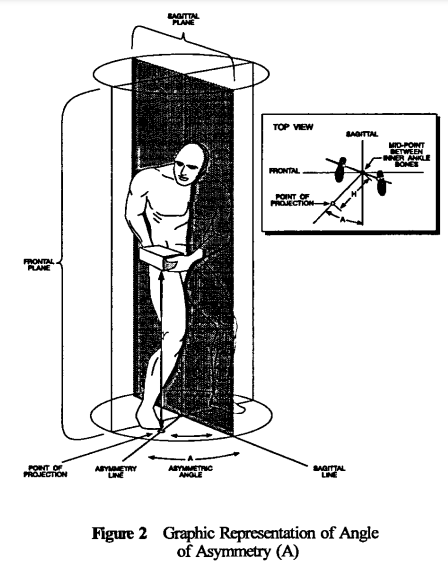 SAGITTAL
PLANE
TOP VIEW
SAGITTAL
MID-POINT
BETWEEN
INNER ANKLE
BONES
FRONTAL
POINT OF
PROJECTION
H
A
FRONTAL
PLANE
V
A
POINT OF
PROJECTION
ASYMMETRY
LINE
ASYMMETRIC
ANGLE
SAGITTAL
LINE
Figure 2 Graphic Representation of Angle
of Asymmetry (A)